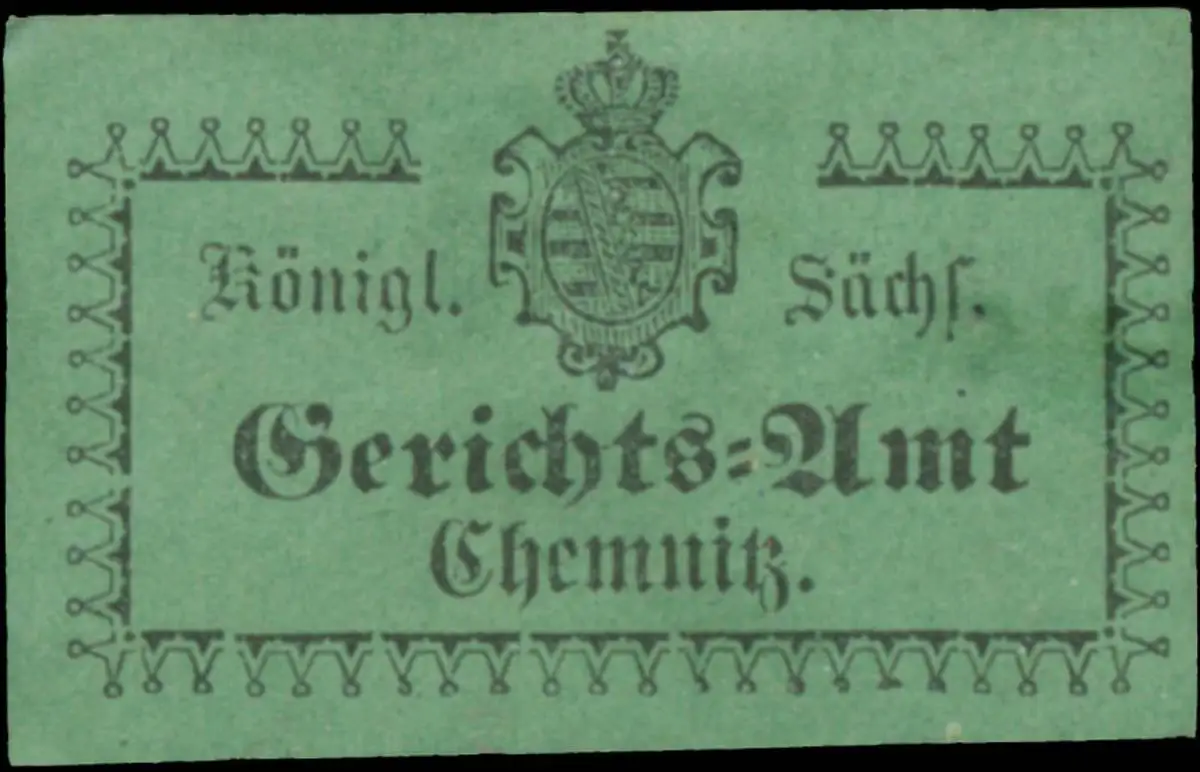 Königl. Sächſ.
Gerichts=Amt
Chemnitz.